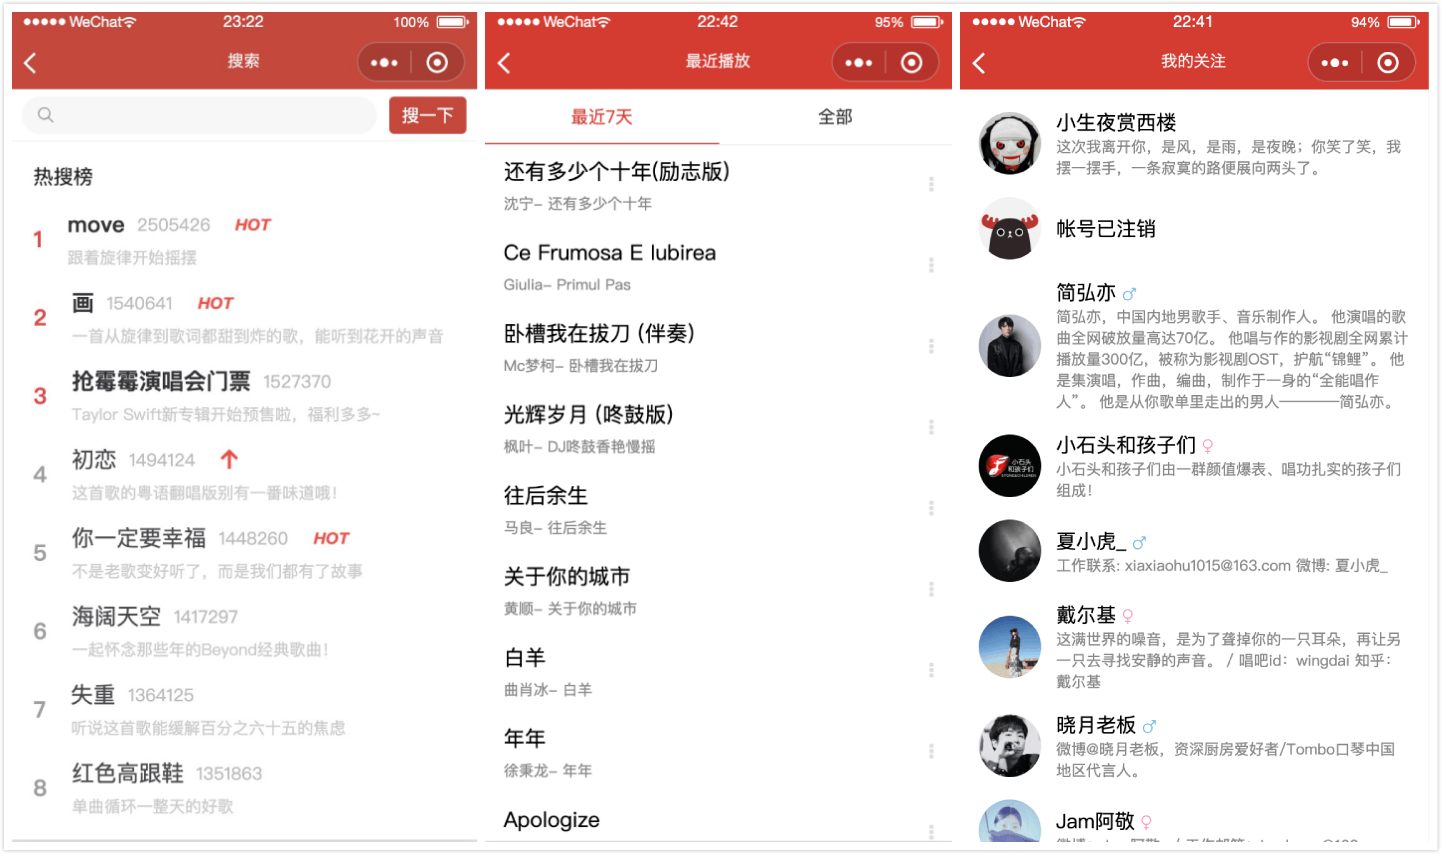 ●●●●● WeChat 23:22 100%
搜索
搜一下
热搜榜
1 move 2505426 HOT
跟着旋律开始摇摆
2 画 1540641 HOT
一首从旋律到歌词都甜到炸的歌，能听到花开的声音
3 抢霉霉演唱会门票 1527370
Taylor Swift新专辑开始预售啦，福利多多~
4 初恋 1494124
这首歌的粤语翻唱版别有一番味道哦！
5 你一定要幸福 1448260 HOT
不是老歌变好听了，而是我们都有了故事
6 海阔天空 1417297
一起怀念那些年的Beyond经典歌曲！
7 失重 1364125
听说这首歌能缓解百分之六十五的焦虑
8 红色高跟鞋 1351863
单曲循环一整天的好歌
●●●●● WeChat 22:42 95%
最近播放
最近7天 全部
还有多少个十年(励志版)
沈宁- 还有多少个十年
Ce Frumosa E Iubirea
Giulia- Primul Pas
卧槽我在拔刀 (伴奏)
Mc梦柯- 卧槽我在拔刀
光辉岁月 (咚鼓版)
枫叶- DJ咚鼓香艳慢摇
往后余生
马良- 往后余生
关于你的城市
黄顺- 关于你的城市
白羊
曲肖冰- 白羊
年年
徐秉龙- 年年
Apologize
●●●●● WeChat 22:41 94%
我的关注
小生夜赏西楼
这次我离开你，是风，是雨，是夜晚；你笑了笑，我
摆一摆手，一条寂寞的路便展向两头了。
帐号已注销
简弘亦 ♂
简弘亦，中国内地男歌手、音乐制作人。 他演唱的歌
曲全网破放量高达70亿。 他唱与作的影视剧全网累计
播放量300亿，被称为影视剧OST，护航“锦鲤”。 他
是集演唱，作曲，编曲，制作于一身的“全能唱作
人”。 他是从你歌单里走出的男人————简弘亦。
小石头
和孩子们
小石头和孩子们 ♀
小石头和孩子们由一群颜值爆表、唱功扎实的孩子们
组成！
夏小虎_ ♂
工作联系: xiaxiaohu1015@163.com 微博: 夏小虎_
戴尔基 ♀
这满世界的噪音，是为了聋掉你的一只耳朵，再让另
一只去寻找安静的声音。 / 唱吧id：wingdai 知乎：
戴尔基
晓月老板 ♂
微博@晓月老板，资深厨房爱好者/Tombo口琴中国
地区代言人。
Jam阿敬 ♀